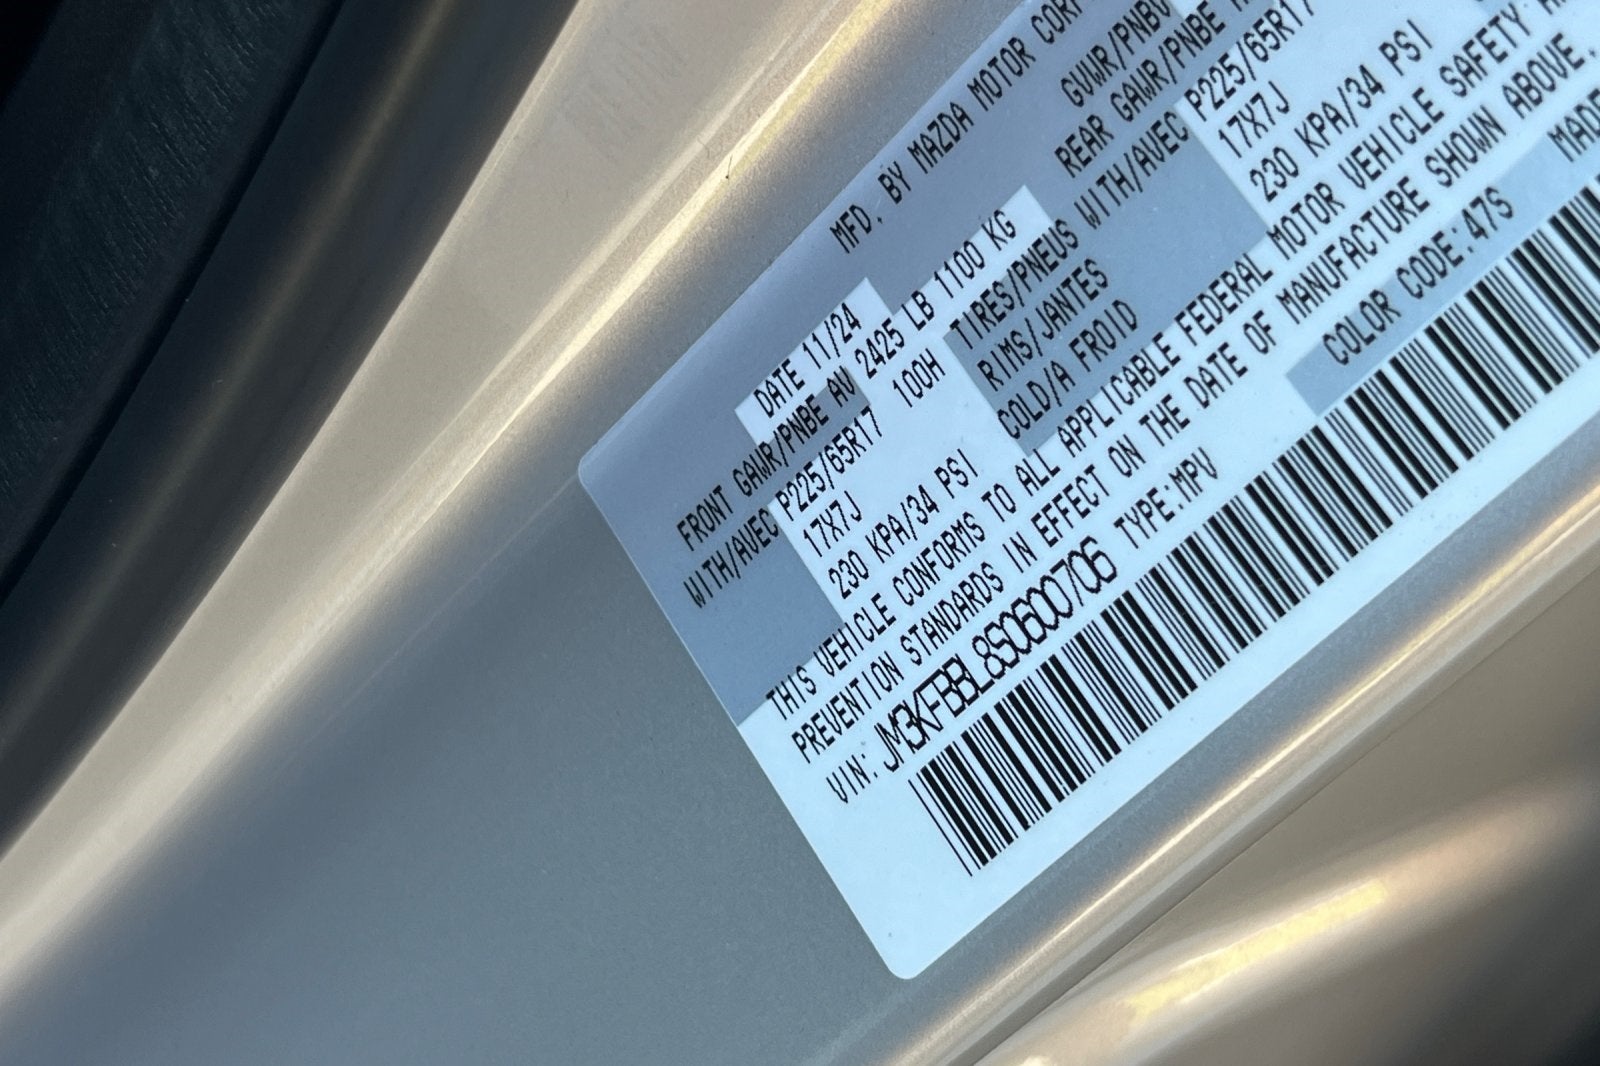 MFD. BY MAZDA MOTOR CORP
DATE 11/24 GVWR/PNBV
FRONT GAWR/PNBE AV 2425 LB 1100 KG REAR GAWR/PNBE
WITH/AVEC P225/65R17 100H TIRES/PNEUS WITH/AVEC P225/65R17
17X7J RIMS/JANTES 17X7J
230 KPA/34 PSI COLD/A FROID 230 KPA/34 PSI
THIS VEHICLE CONFORMS TO ALL APPLICABLE FEDERAL MOTOR VEHICLE SAFETY
PREVENTION STANDARDS IN EFFECT ON THE DATE OF MANUFACTURE SHOWN ABOVE.
VIN: JM3KFBBL8S0600706 TYPE:MPV COLOR CODE:47S MADE